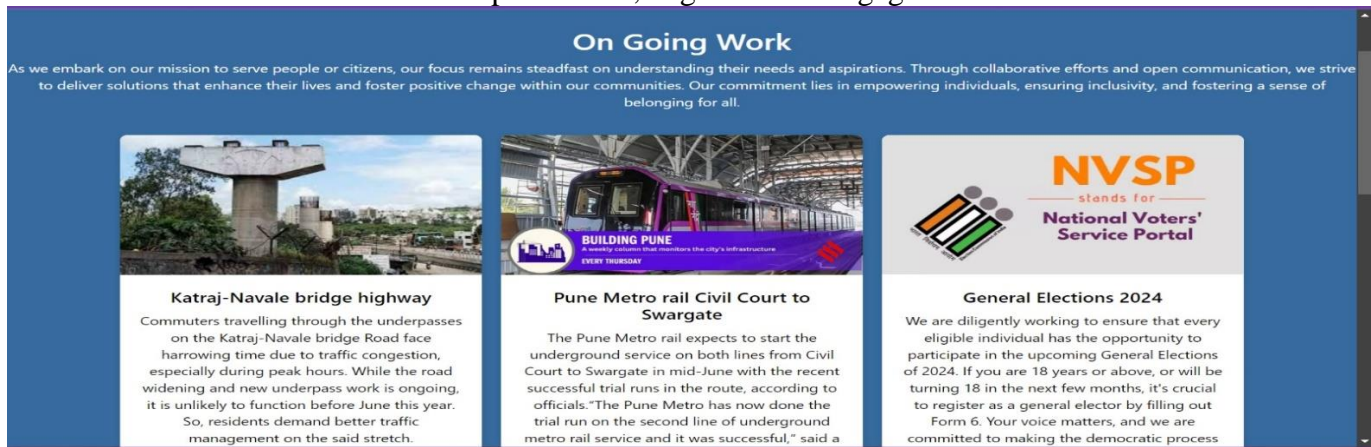 On Going Work
As we embark on our mission to serve people or citizens, our focus remains steadfast on understanding their needs and aspirations. Through collaborative efforts and open communication, we strive
to deliver solutions that enhance their lives and foster positive change within our communities. Our commitment lies in empowering individuals, ensuring inclusivity, and fostering a sense of
belonging for all.
BUILDING PUNE
A weekly column that monitors the city's infrastructure
EVERY THURSDAY
NVSP
stands for
National Voters'
Service Portal
Katraj-Navale bridge highway
Commuters travelling through the underpasses
on the Katraj-Navale bridge Road face
harrowing time due to traffic congestion,
especially during peak hours. While the road
widening and new underpass work is ongoing,
it is unlikely to function before June this year.
So, residents demand better traffic
management on the said stretch.
Pune Metro rail Civil Court to
Swargate
The Pune Metro rail expects to start the
underground service on both lines from Civil
Court to Swargate in mid-June with the recent
successful trial runs in the route, according to
officials."The Pune Metro has now done the
trial run on the second line of underground
metro rail service and it was successful," said a
General Elections 2024
We are diligently working to ensure that every
eligible individual has the opportunity to
participate in the upcoming General Elections
of 2024. If you are 18 years or above, or will be
turning 18 in the next few months, it's crucial
to register as a general elector by filling out
Form 6. Your voice matters, and we are
committed to making the democratic process